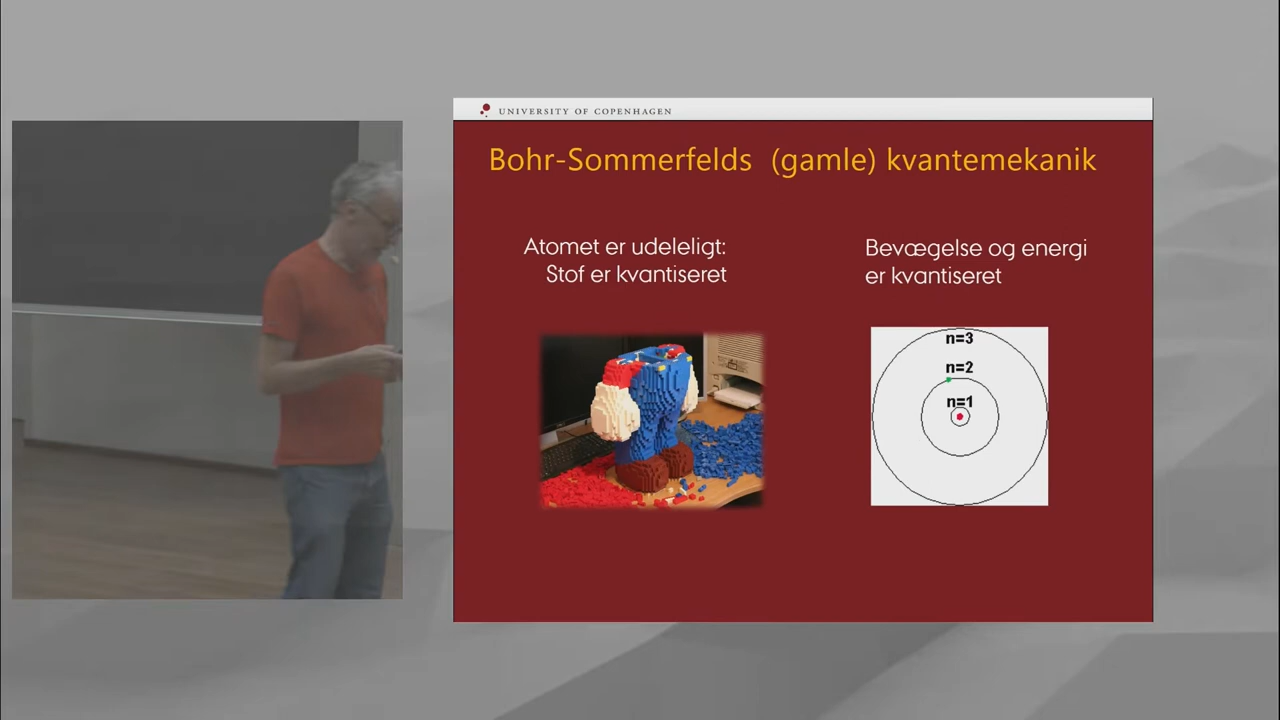 UNIVERSITY OF COPENHAGEN
Bohr-Sommerfelds (gamle) kvantemekanik
Atomet er udeleligt:
Stof er kvantiseret
Bevægelse og energi
er kvantiseret
n=3
n=2
n=1